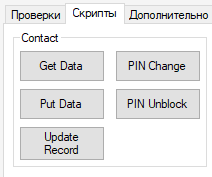 Проверки Скрипты Дополнительно
Contact
Get Data PIN Change
Put Data PIN Unblock
Update
Record